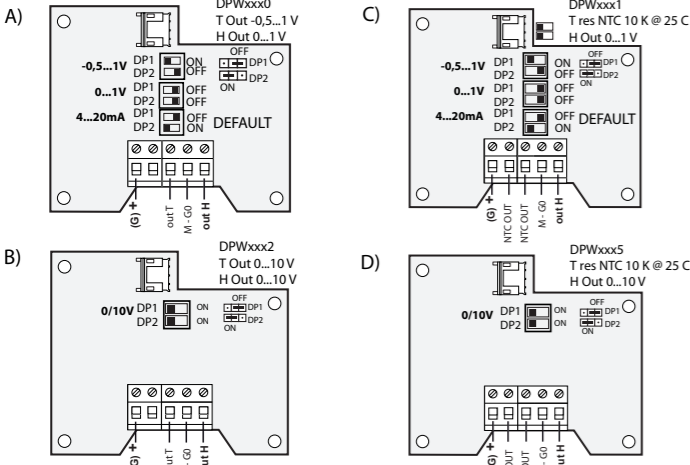 A)
DPWxxx0
T Out -0,5...1 V
H Out 0...1 V
-0,5...1V DP1 ON
DP2 OFF
OFF
DP1
DP2
ON
0...1V DP1 OFF
DP2 OFF
4...20mA DP1 OFF
DP2 ON
DEFAULT
(G) +
out T
M - G0
out H
C)
DPWxxx1
T res NTC 10 K @ 25 C
H Out 0...1 V
-0,5...1V DP1 ON
DP2 OFF
OFF
DP1
DP2
ON
0...1V DP1 OFF
DP2 OFF
4...20mA DP1 OFF
DP2 ON
DEFAULT
(G) +
NTC OUT
NTC OUT
M - G0
out H
B)
DPWxxx2
T Out 0...10 V
H Out 0...10 V
0/10V DP1 ON
DP2 ON
OFF
DP1
DP2
ON
D)
DPWxxx5
T res NTC 10 K @ 25 C
H Out 0...10 V
0/10V DP1 ON
DP2 ON
OFF
DP1
DP2
ON